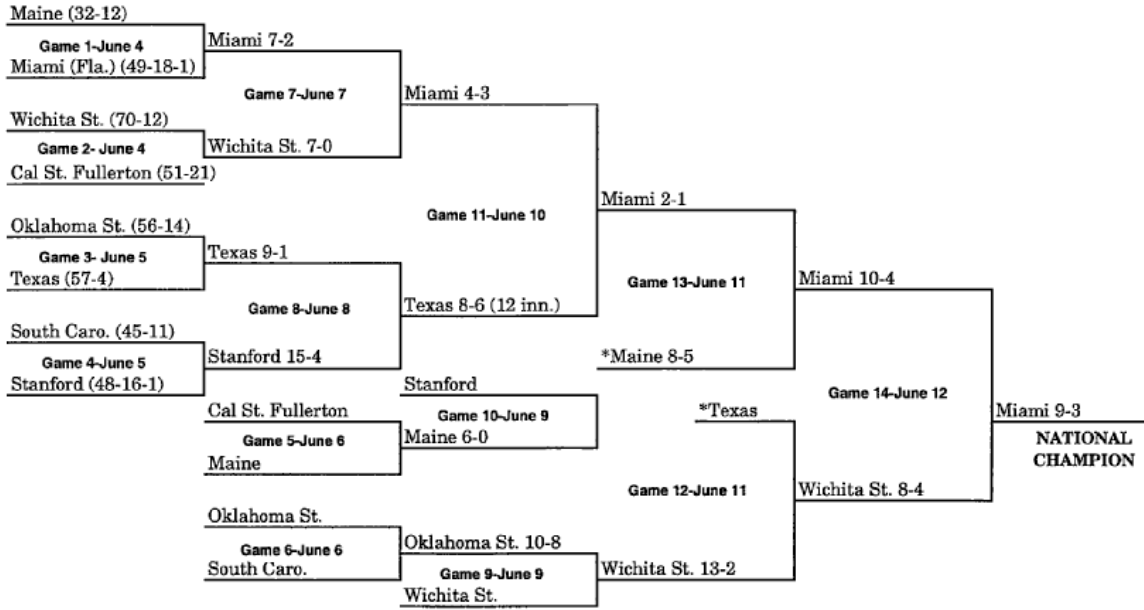 Maine (32-12)
Game 1-June 4
Miami (Fla.) (49-18-1)
Miami 7-2
Game 7-June 7
Wichita St. (70-12)
Game 2- June 4
Cal St. Fullerton (51-21)
Wichita St. 7-0
Miami 4-3
Game 11-June 10
Oklahoma St. (56-14)
Game 3- June 5
Texas (57-4)
Texas 9-1
Game 8-June 8
South Caro. (45-11)
Game 4-June 5
Stanford (48-16-1)
Stanford 15-4
Texas 8-6 (12 inn.)
Miami 2-1
Game 13-June 11
*Maine 8-5
Miami 10-4
Stanford
Game 10-June 9
Cal St. Fullerton
Game 5-June 6
Maine
Maine 6-0
*Texas
Game 14-June 12
Miami 9-3
NATIONAL
CHAMPION
Game 12-June 11
Wichita St. 8-4
Oklahoma St.
Game 6-June 6
South Caro.
Oklahoma St. 10-8
Game 9-June 9
Wichita St.
Wichita St. 13-2